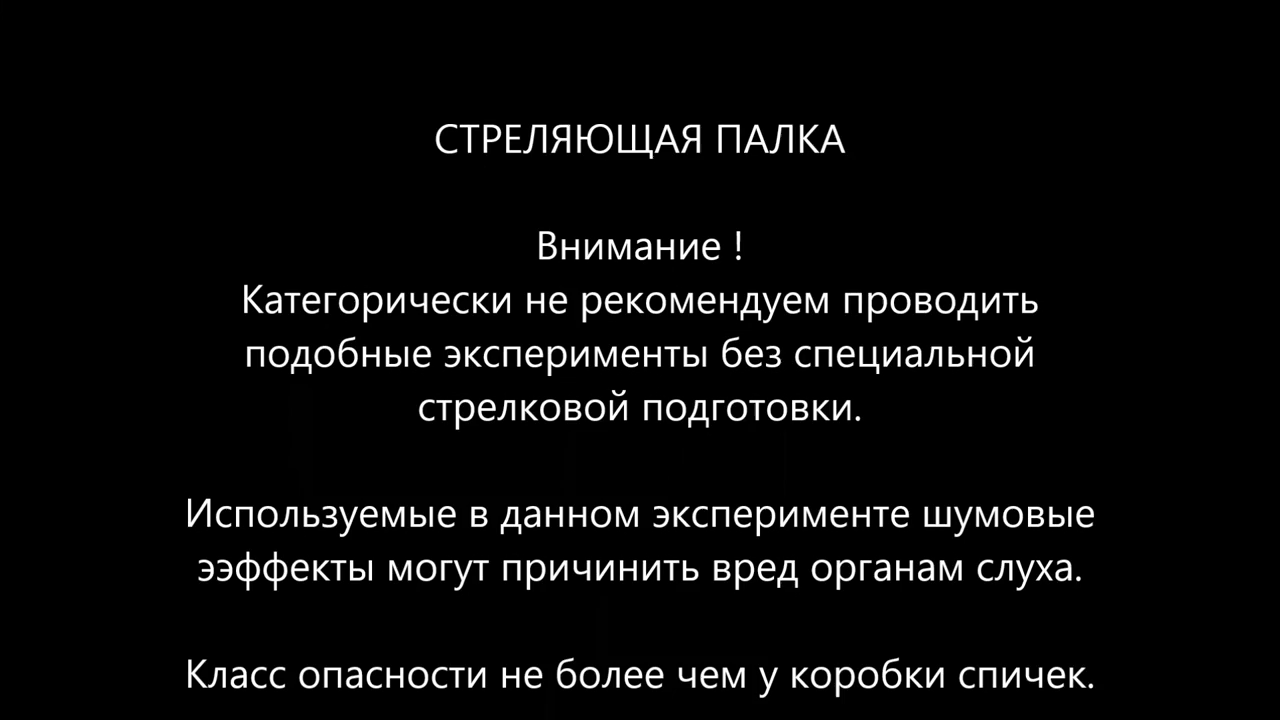 СТРЕЛЯЮЩАЯ ПАЛКА
Внимание !
Категорически не рекомендуем проводить
подобные эксперименты без специальной
стрелковой подготовки.
Используемые в данном эксперименте шумовые
ээффекты могут причинить вред органам слуха.
Класс опасности не более чем у коробки спичек.